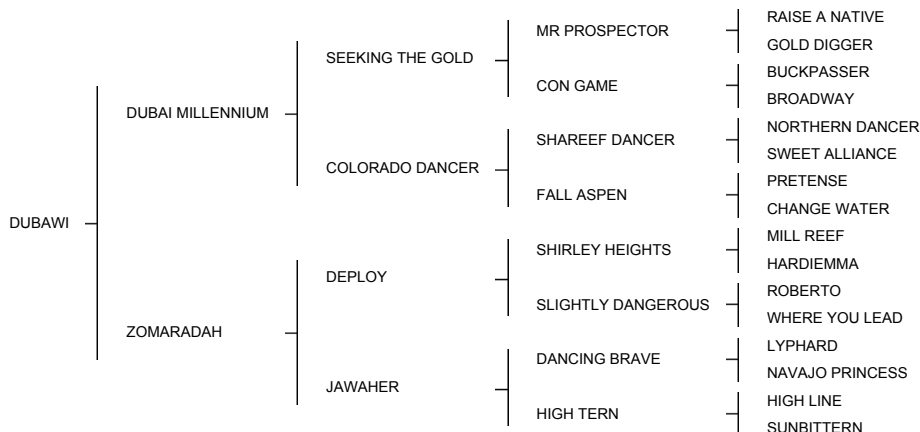 DUBAWI
DUBAI MILLENNIUM
ZOMARADAH
SEEKING THE GOLD
COLORADO DANCER
DEPLOY
JAWAHER
MR PROSPECTOR
CON GAME
SHAREEF DANCER
FALL ASPEN
SHIRLEY HEIGHTS
SLIGHTLY DANGEROUS
DANCING BRAVE
HIGH TERN
RAISE A NATIVE
GOLD DIGGER
BUCKPASSER
BROADWAY
NORTHERN DANCER
SWEET ALLIANCE
PRETENSE
CHANGE WATER
MILL REEF
HARDIEMMA
ROBERTO
WHERE YOU LEAD
LYPHARD
NAVAJO PRINCESS
HIGH LINE
SUNBITTERN